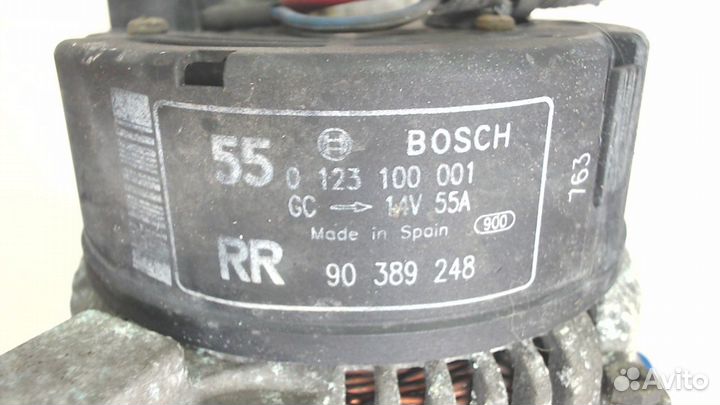 55 BOSCH
0 123 100 001
GC → 14V 55A
Made in Spain 900
RR 90 389 248
763
Avito